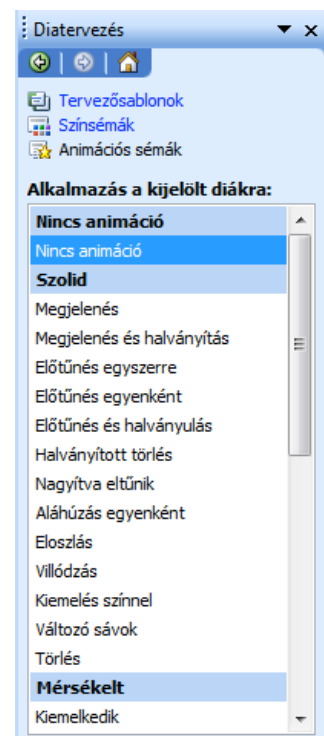 Diatervezés
Tervezősablonok
Színsémák
Animációs sémák
Alkalmazás a kijelölt diákra:
Nincs animáció
Nincs animáció
Szolid
Megjelenés
Megjelenés és halványítás
Előtűnés egyszerre
Előtűnés egyenként
Előtűnés és halványulás
Halványított törlés
Nagyítva eltűnik
Aláhúzás egyenként
Eloszlás
Villódzás
Kiemelés színnel
Változó sávok
Törlés
Mérsékelt
Kiemelkedik